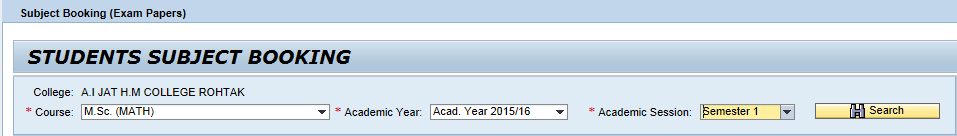 Subject Booking (Exam Papers)
STUDENTS SUBJECT BOOKING
College: A.I JAT H.M COLLEGE ROHTAK
* Course: M.Sc. (MATH) * Academic Year: Acad. Year 2015/16 * Academic Session: Semester 1 Search